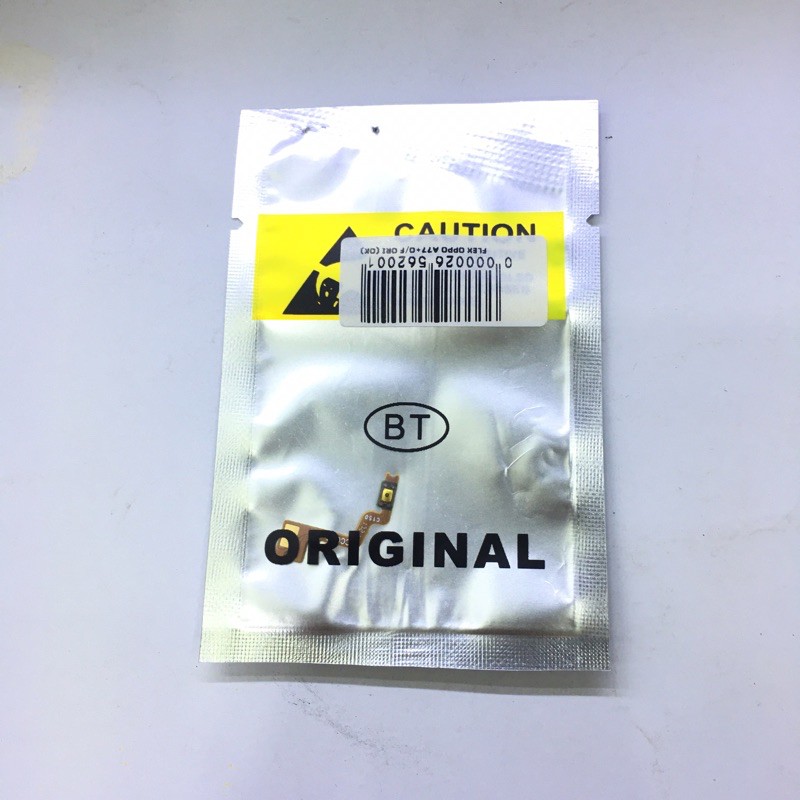 CAUTION
FLEX OPPO A77+O/F ORI (OK)
0 000026 562001
BT
ORIGINAL